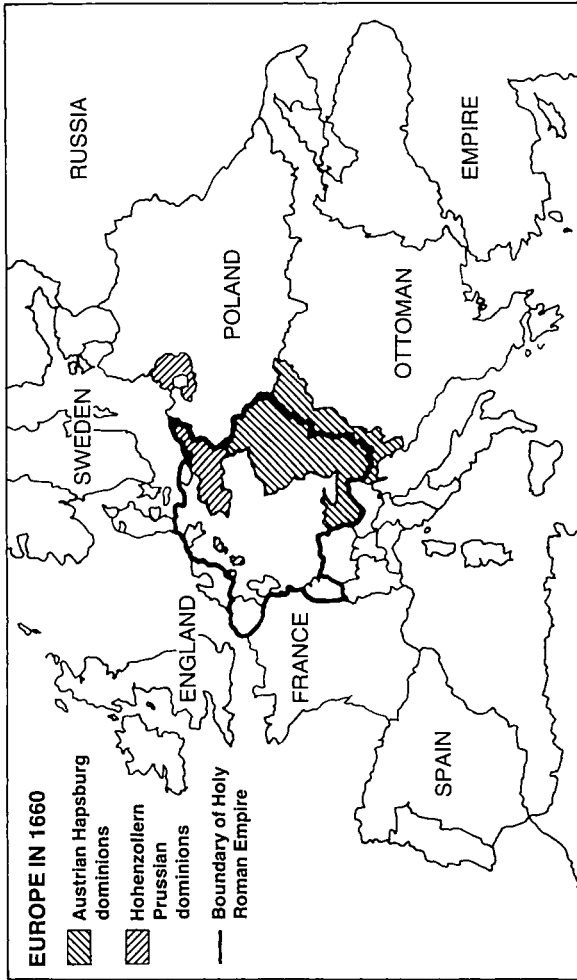 EUROPE IN 1660
Austrian Hapsburg
dominions
Hohenzollern
Prussian
dominions
Boundary of Holy
Roman Empire
RUSSIA
SWEDEN
POLAND
ENGLAND
FRANCE
SPAIN
OTTOMAN
EMPIRE